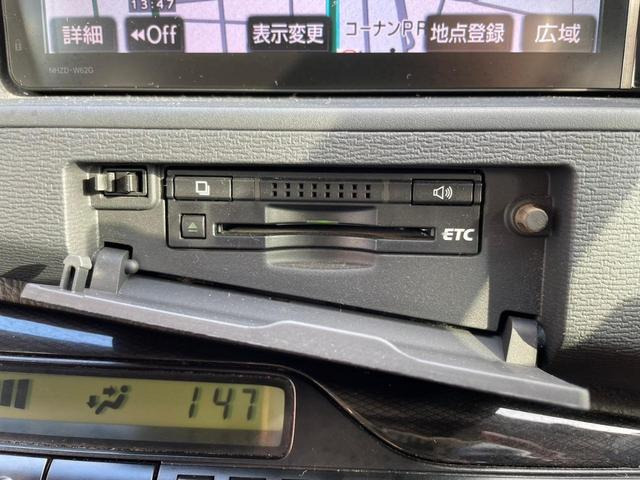 13:47
詳細
◀◀Off
表示変更
コーナンPR
地点登録
広域
NHZD-W62G
ETC
147